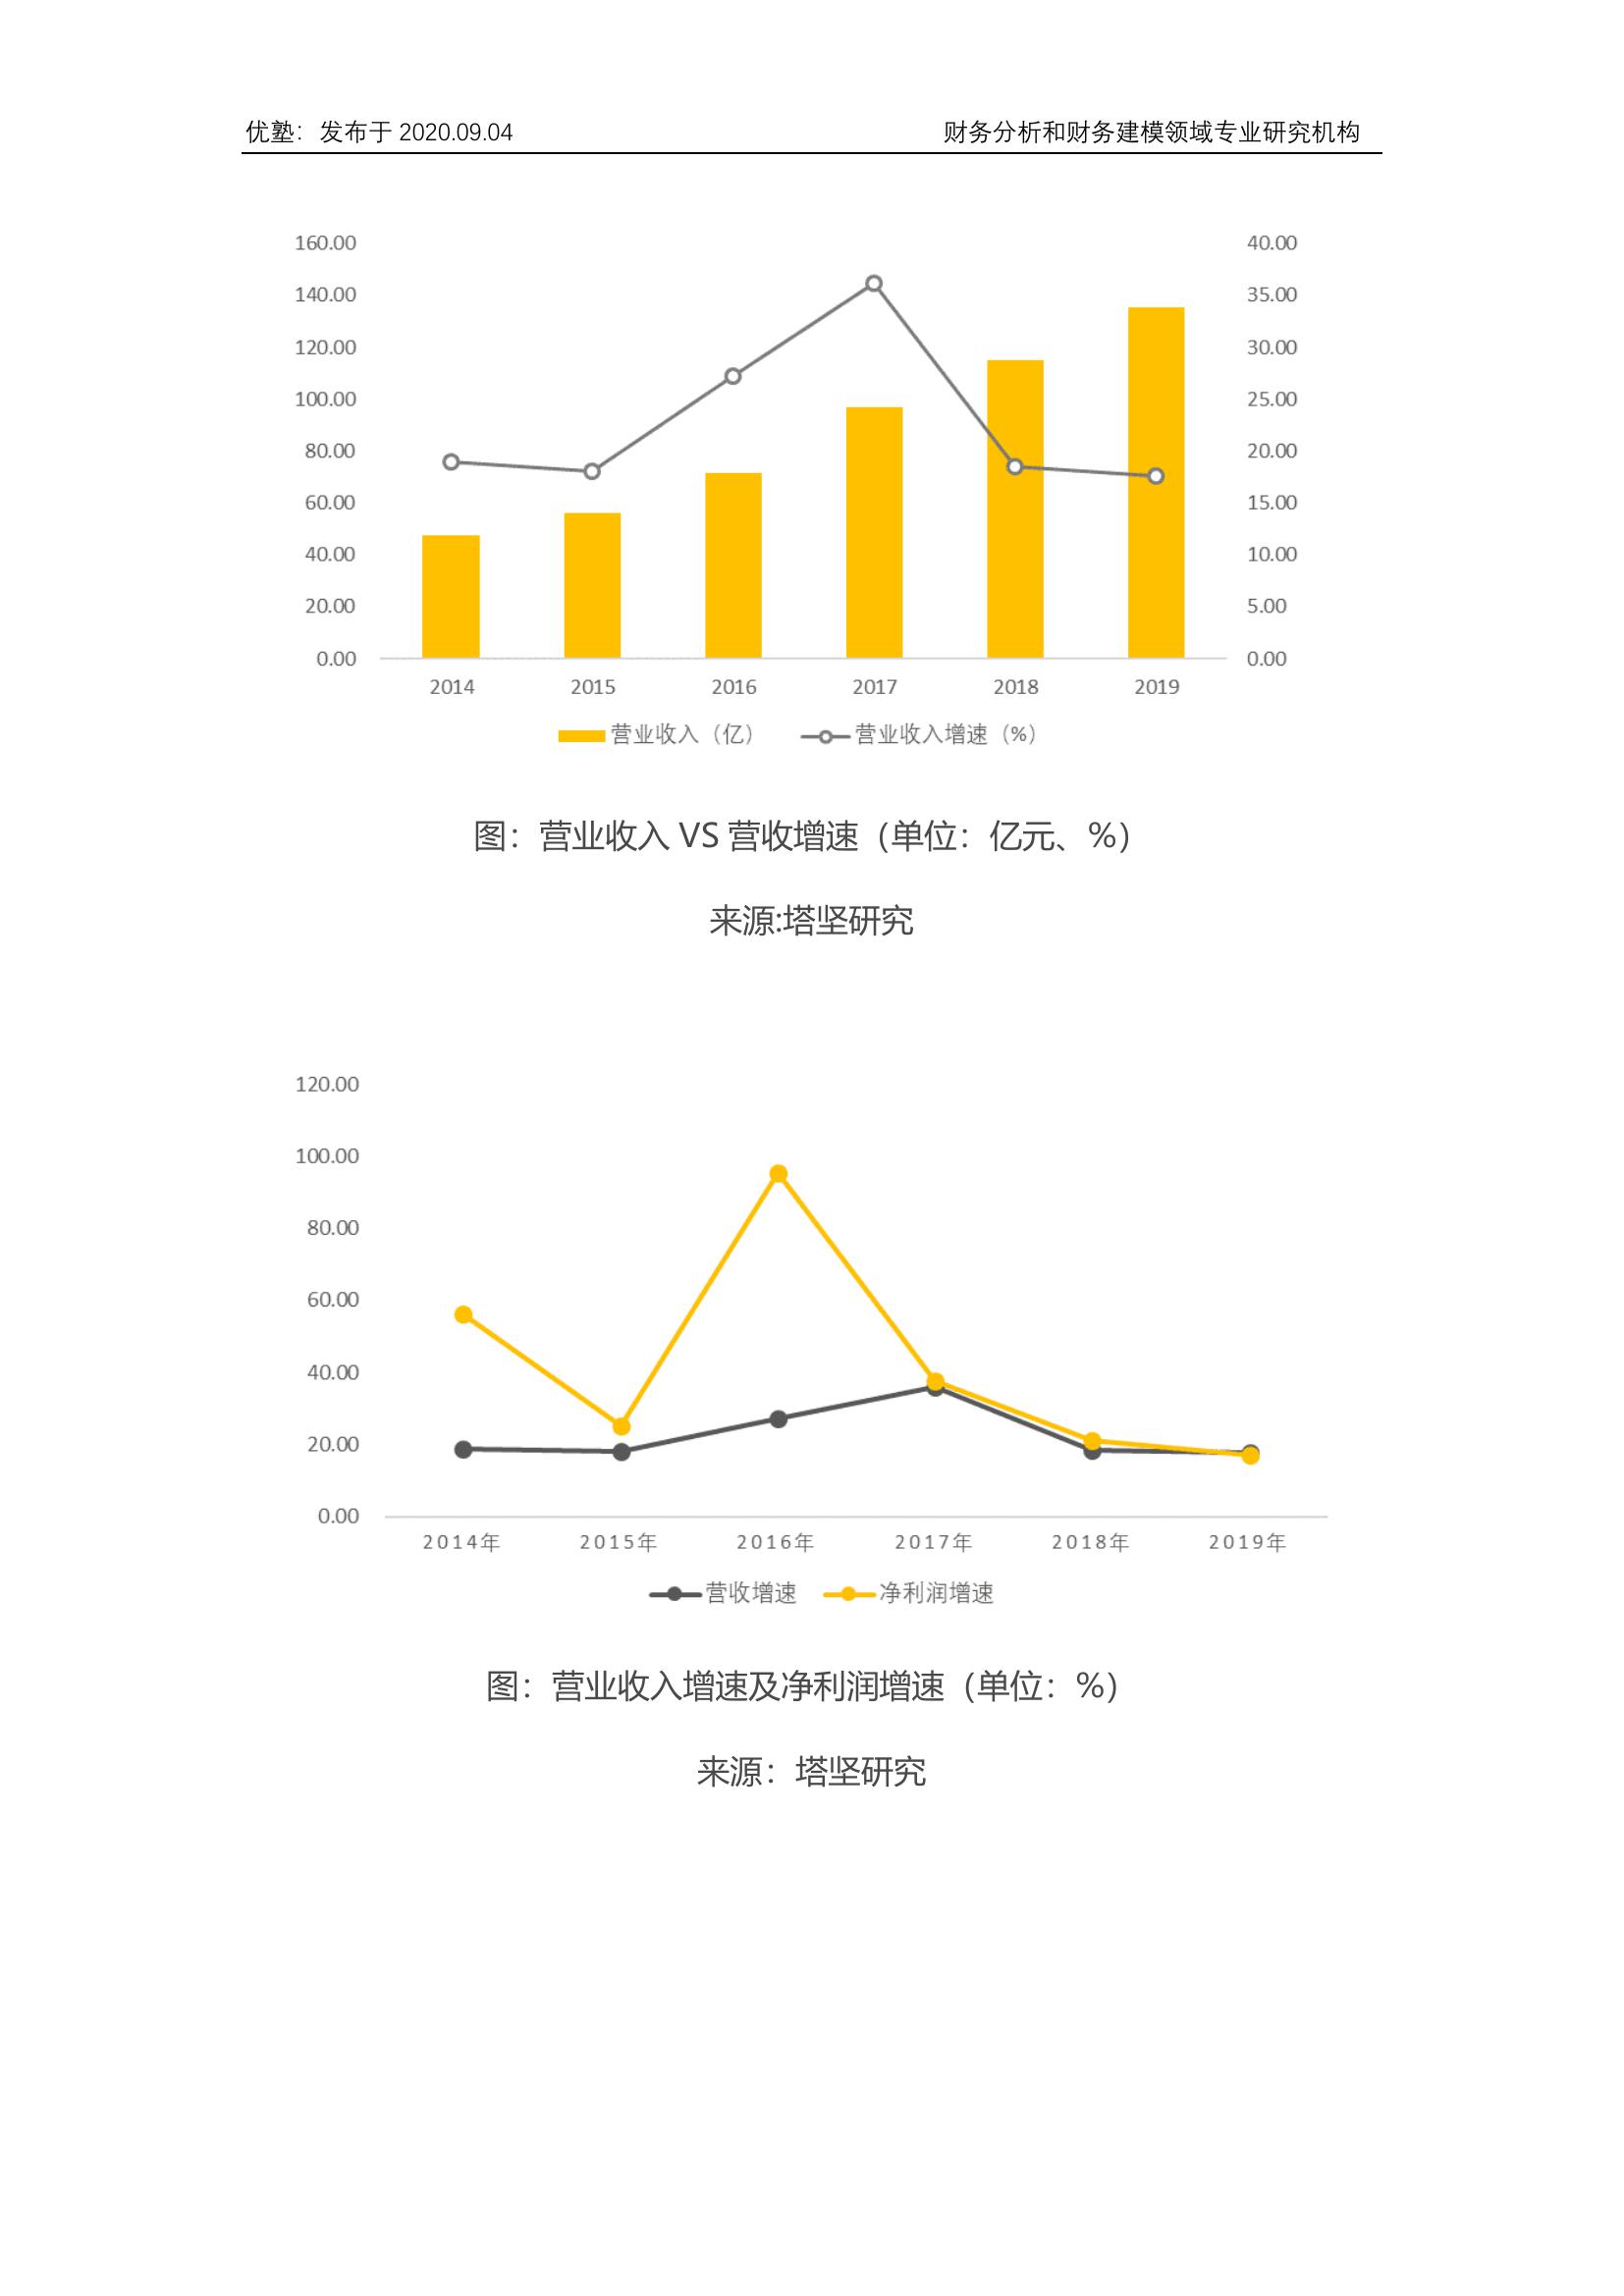 优塾：发布于 2020.09.04 财务分析和财务建模领域专业研究机构
160.00 40.00
140.00 35.00
120.00 30.00
100.00 25.00
80.00 20.00
60.00 15.00
40.00 10.00
20.00 5.00
0.00 0.00
2014 2015 2016 2017 2018 2019
营业收入（亿） 营业收入增速（%）
图：营业收入 VS 营收增速（单位：亿元、%）
来源:塔坚研究
120.00
100.00
80.00
60.00
40.00
20.00
0.00
2014年 2015年 2016年 2017年 2018年 2019年
营收增速 净利润增速
图：营业收入增速及净利润增速（单位：%）
来源：塔坚研究